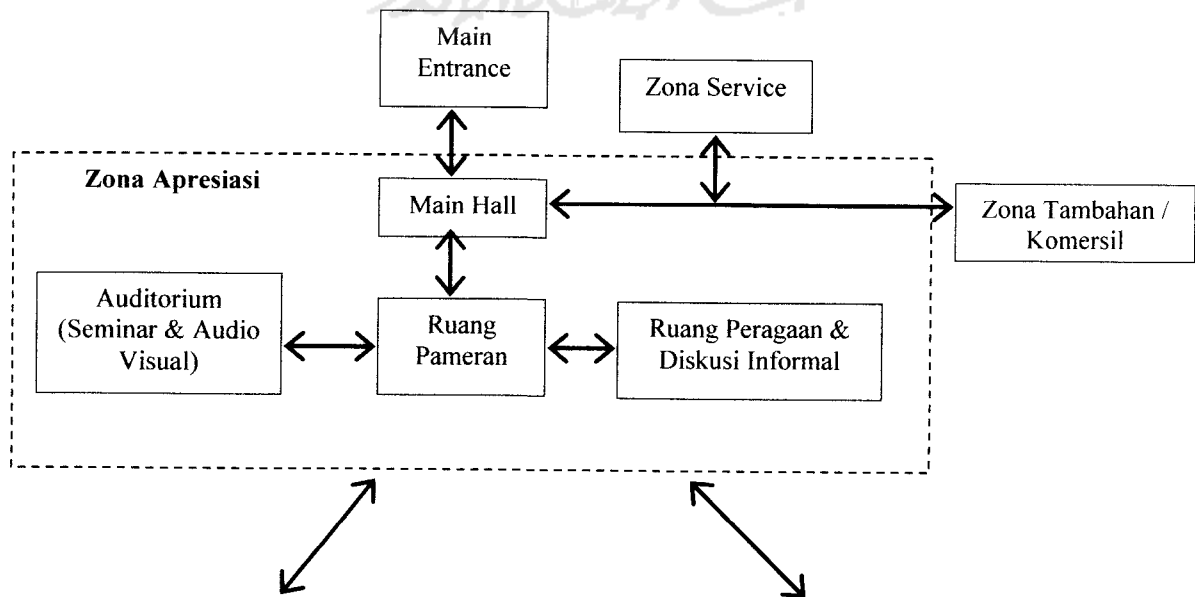 Main
Entrance
Zona Service
Zona Apresiasi
Main Hall
Zona Tambahan /
Komersil
Auditorium
(Seminar & Audio
Visual)
Ruang
Pameran
Ruang Peragaan &
Diskusi Informal